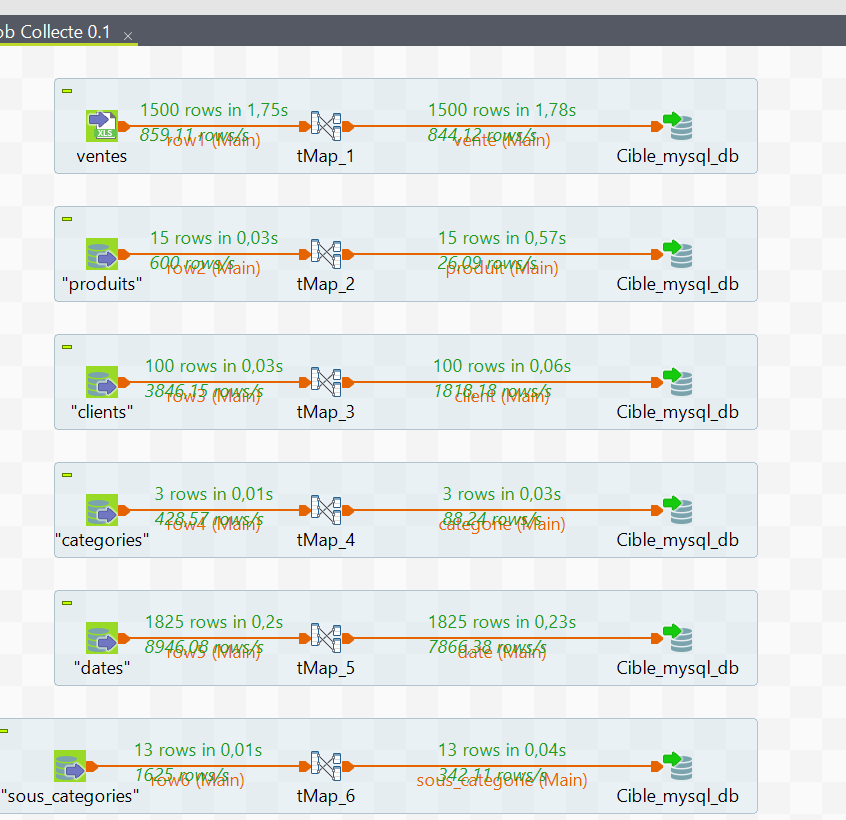 ob Collecte 0.1
1500 rows in 1,75s
1500 rows in 1,78s
859,11 rows/s
844,12 rows/s
row1 (Main)
vente (Main)
XLS
ventes
tMap_1
Cible_mysql_db
15 rows in 0,03s
15 rows in 0,57s
600 rows/s
26,09 rows/s
row2 (Main)
produit (Main)
"produits"
tMap_2
Cible_mysql_db
100 rows in 0,03s
100 rows in 0,06s
3846,15 rows/s
1818,18 rows/s
row3 (Main)
client (Main)
"clients"
tMap_3
Cible_mysql_db
3 rows in 0,01s
3 rows in 0,03s
428,57 rows/s
88,24 rows/s
row4 (Main)
categorie (Main)
"categories"
tMap_4
Cible_mysql_db
1825 rows in 0,2s
1825 rows in 0,23s
8946,08 rows/s
7866,38 rows/s
row5 (Main)
date (Main)
"dates"
tMap_5
Cible_mysql_db
13 rows in 0,01s
13 rows in 0,04s
1625 rows/s
342,11 rows/s
row6 (Main)
sous_categorie (Main)
"sous_categories"
tMap_6
Cible_mysql_db